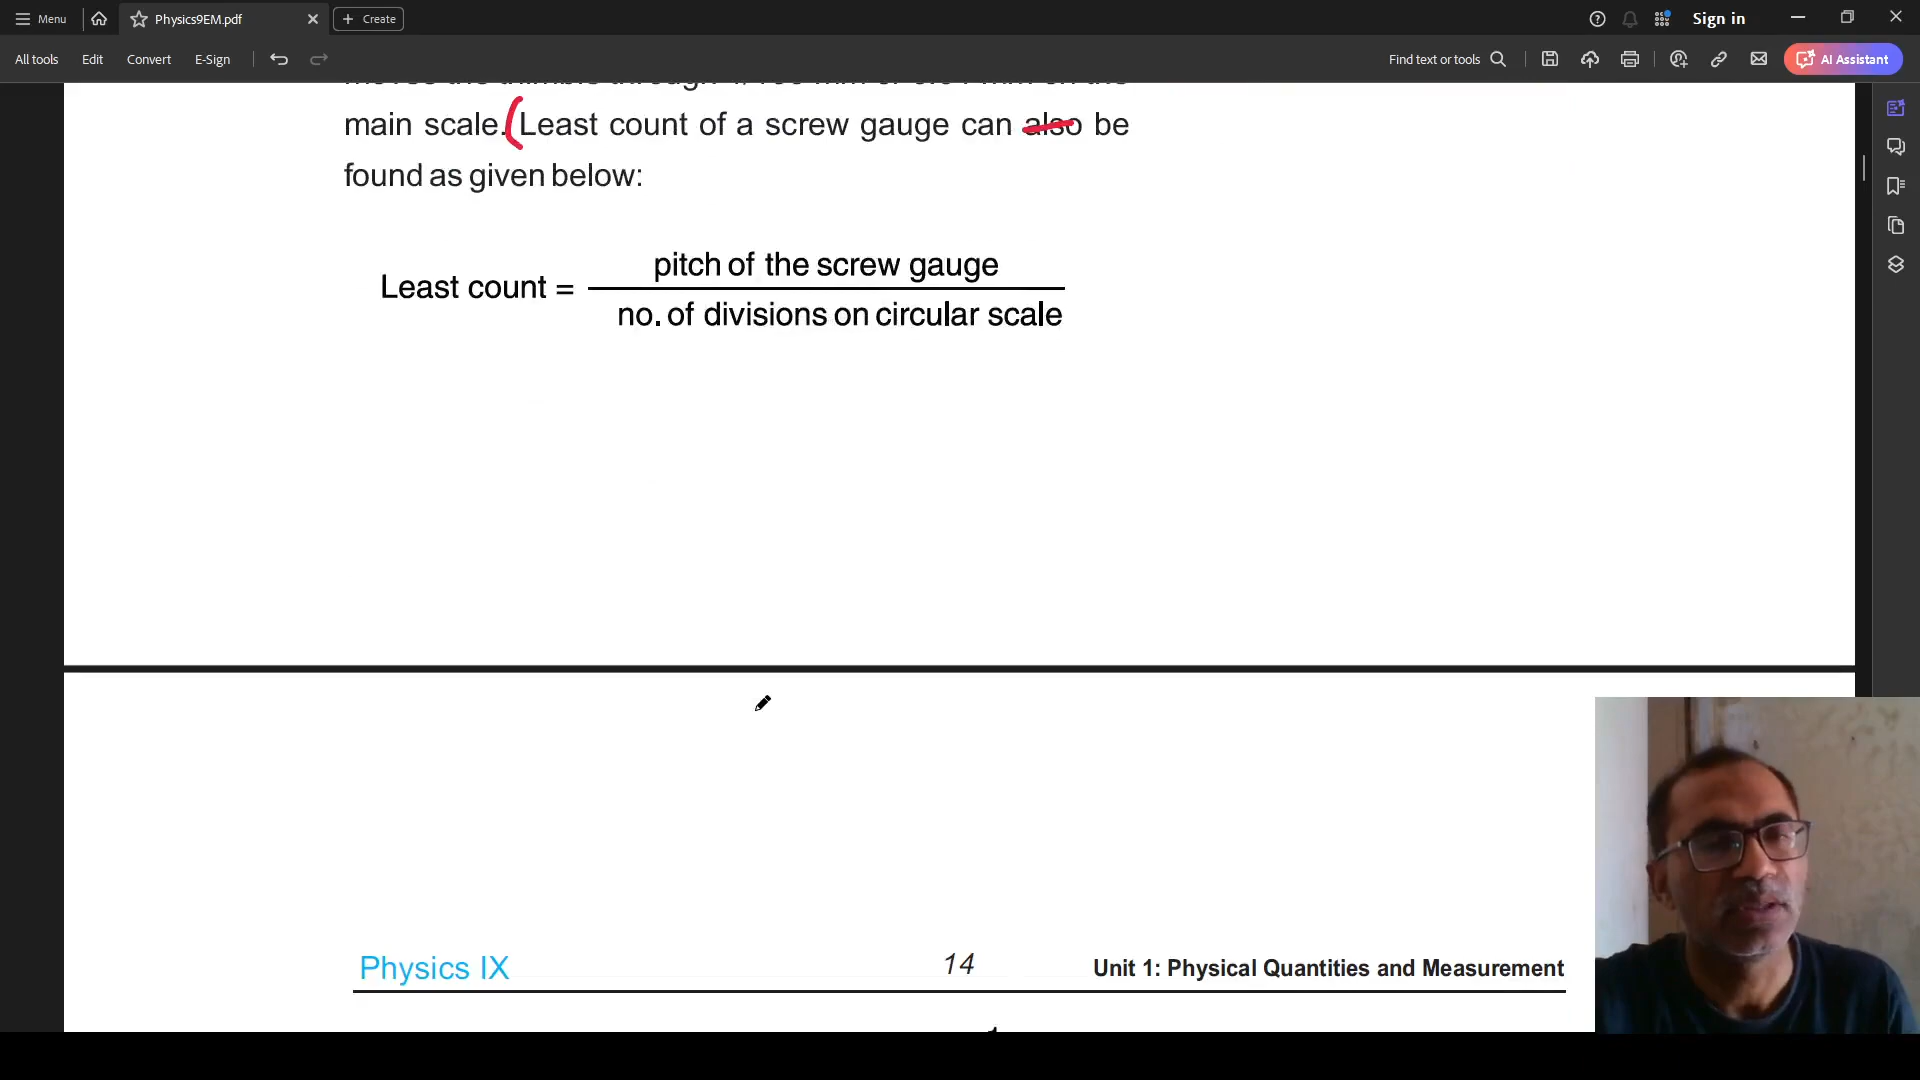 Menu
Physics9EM.pdf
Create
Sign in
All tools
Edit
Convert
E-Sign
Find text or tools
AI Assistant
main scale. (Least count of a screw gauge can also be
found as given below:
pitch of the screw gauge
Least count =
no. of divisions on circular scale
Physics IX
14
Unit 1: Physical Quantities and Measurement